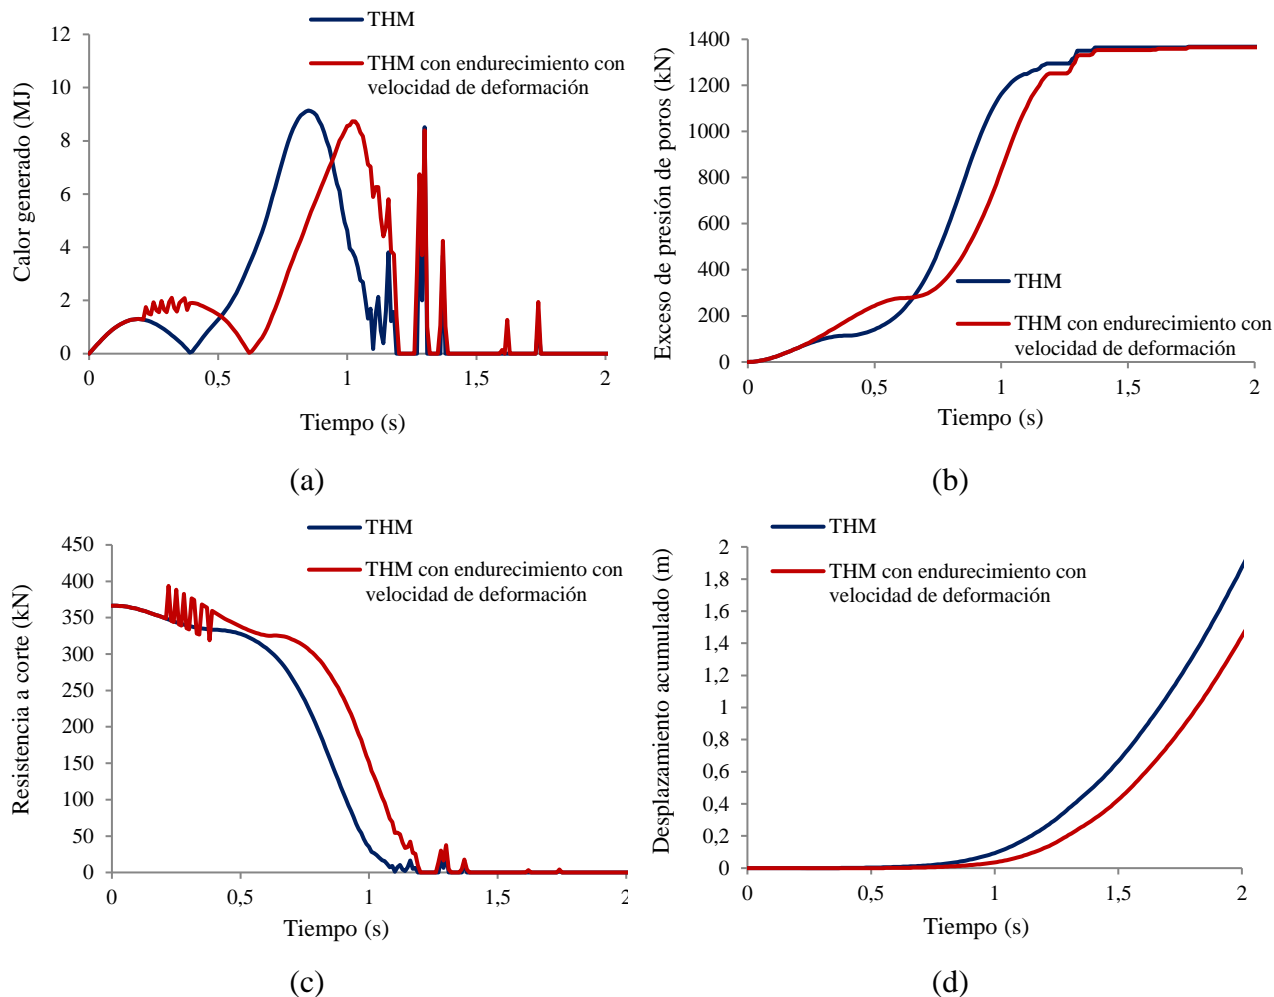 THM
THM con endurecimiento con
velocidad de deformación
Calor generado (MJ)
12
10
8
6
4
2
0
0
0,5
1
1,5
2
Tiempo (s)
(a)
Exceso de presión de poros (kN)
1400
1200
1000
800
600
400
200
0
THM
THM con endurecimiento con
velocidad de deformación
0
0,5
1
1,5
2
Tiempo (s)
(b)
THM
THM con endurecimiento con
velocidad de deformación
Resistencia a corte (kN)
450
400
350
300
250
200
150
100
50
0
0
0,5
1
1,5
2
Tiempo (s)
(c)
THM
THM con endurecimiento con
velocidad de deformación
Desplazamiento acumulado (m)
2
1,8
1,6
1,4
1,2
1
0,8
0,6
0,4
0,2
0
0
0,5
1
1,5
2
Tiempo (s)
(d)